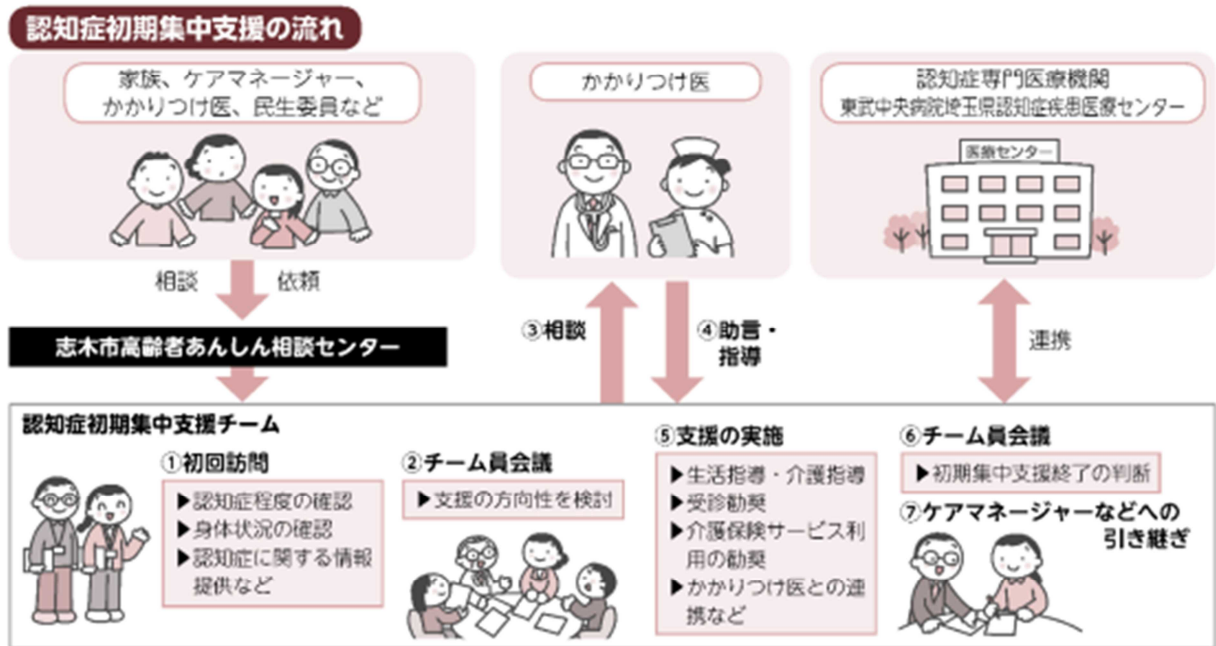 認知症初期集中支援の流れ
家族、ケアマネージャー、
かかりつけ医、民生委員など
かかりつけ医
認知症専門医療機関
東武中央病院埼玉県認知症疾患医療センター
医療センター
相談
依頼
志木市高齢者あんしん相談センター
③相談
④助言・
指導
連携
認知症初期集中支援チーム
①初回訪問
▶認知症程度の確認
▶身体状況の確認
▶認知症に関する情報
提供など
②チーム員会議
▶支援の方向性を検討
⑤支援の実施
▶生活指導・介護指導
▶受診勧奨
▶介護保険サービス利
用の勧奨
▶かかりつけ医との連
携など
⑥チーム員会議
▶初期集中支援終了の判断
⑦ケアマネージャーなどへの
引き継ぎ